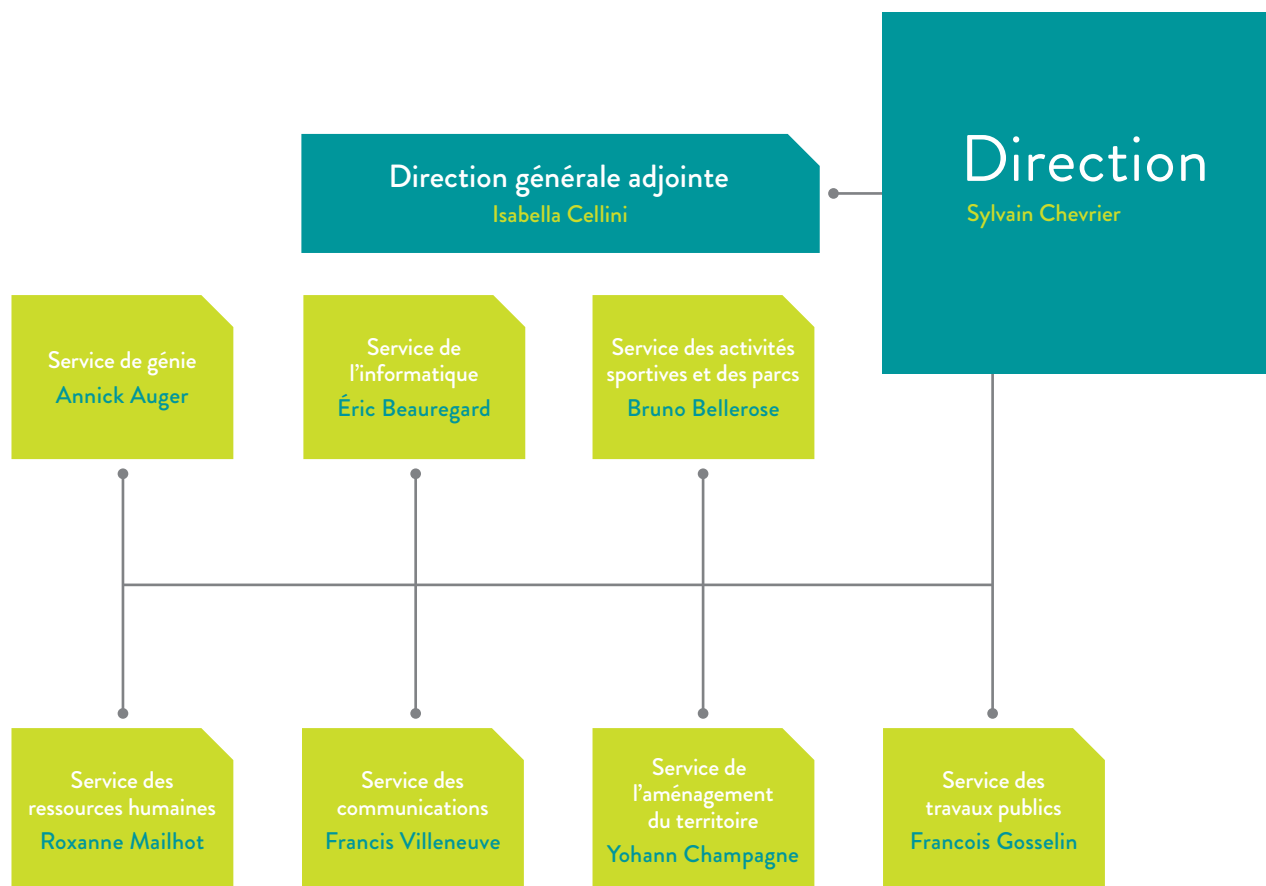 Direction
Sylvain Chevrier
Direction générale adjointe
Isabella Cellini
Service de génie
Annick Auger
Service de
l'informatique
Éric Beauregard
Service des activités
sportives et des parcs
Bruno Bellerose
Service des
ressources humaines
Roxanne Mailhot
Service des
communications
Francis Villeneuve
Service de
l'aménagement
du territoire
Yohann Champagne
Service des
travaux publics
Francois Gosselin